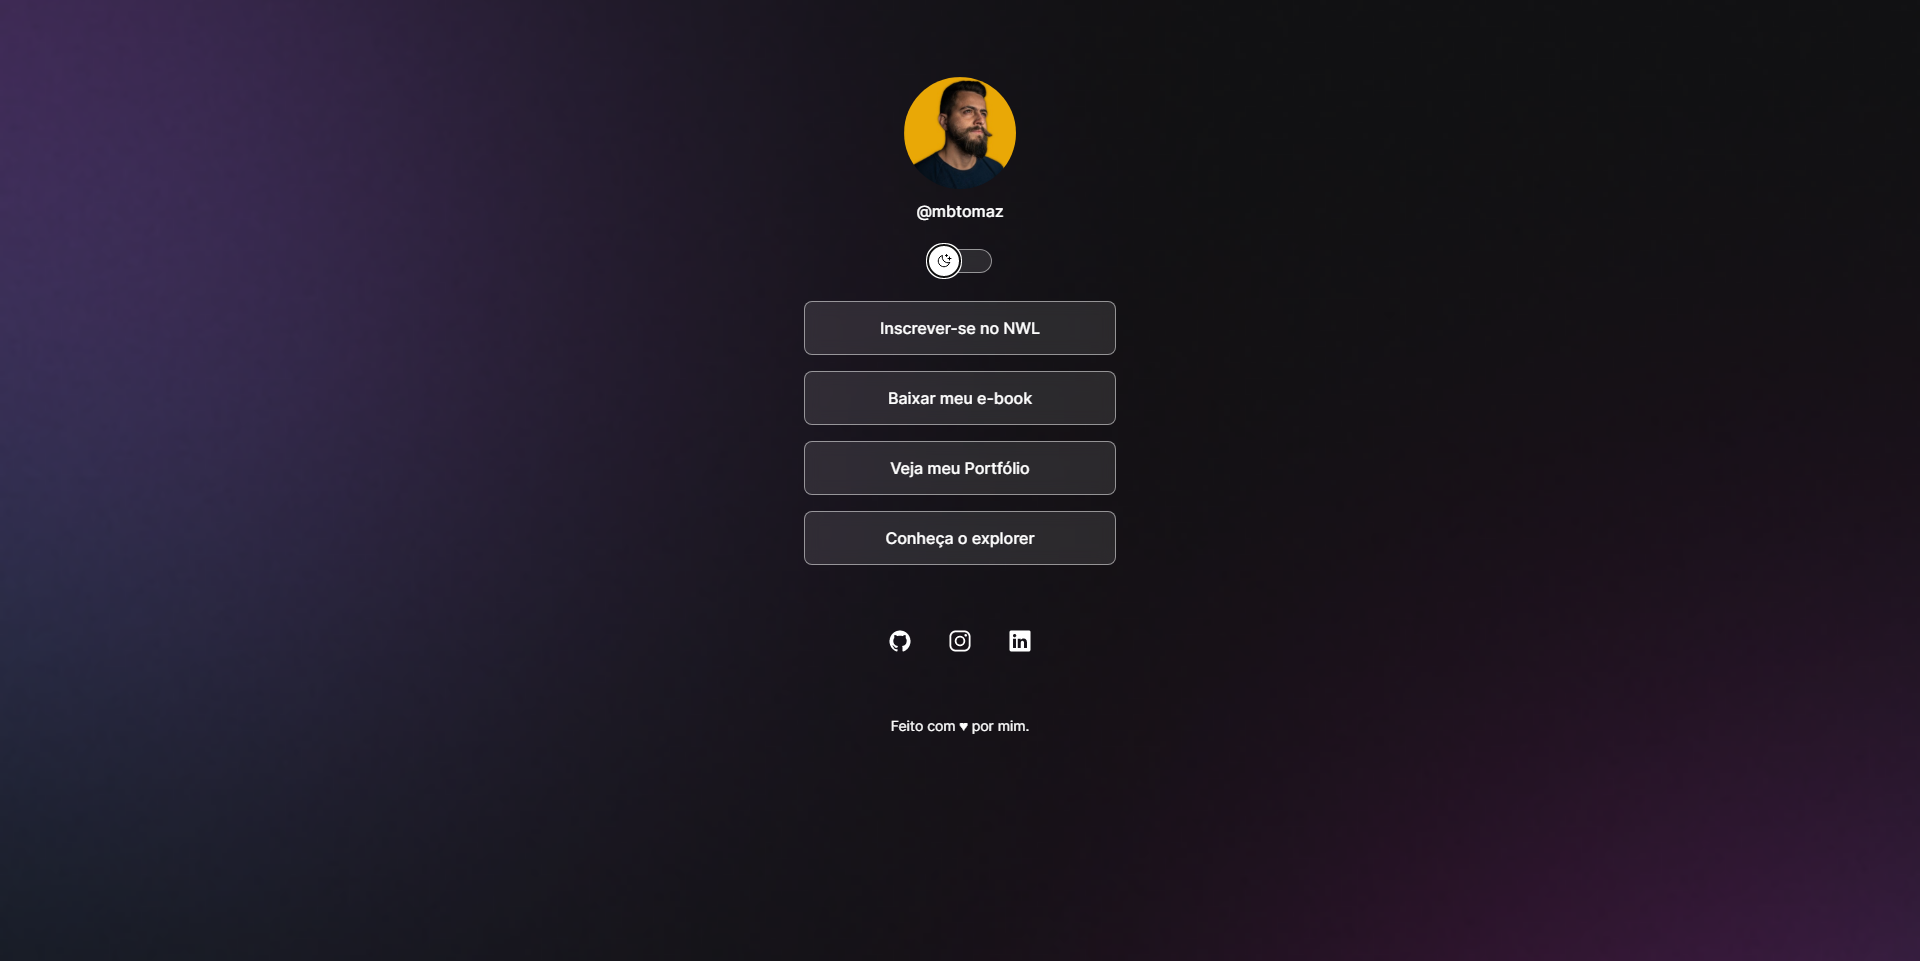 @mbtomaz
Inscrever-se no NWL
Baixar meu e-book
Veja meu Portfólio
Conheça o explorer
Feito com ♥ por mim.